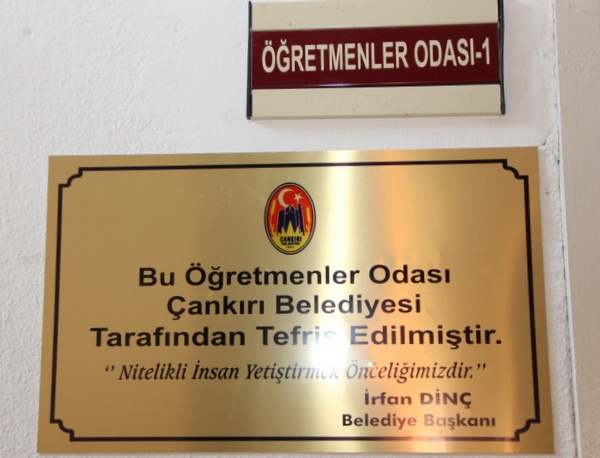 ÖĞRETMENLER ODASI-1
ÇANKIRI
Bu Öğretmenler Odası
Çankırı Belediyesi
Tarafından Tefriş Edilmiştir.
‘’ Nitelikli İnsan Yetiştirmek Önceliğimizdir.’’
İrfan DİNÇ
Belediye Başkanı